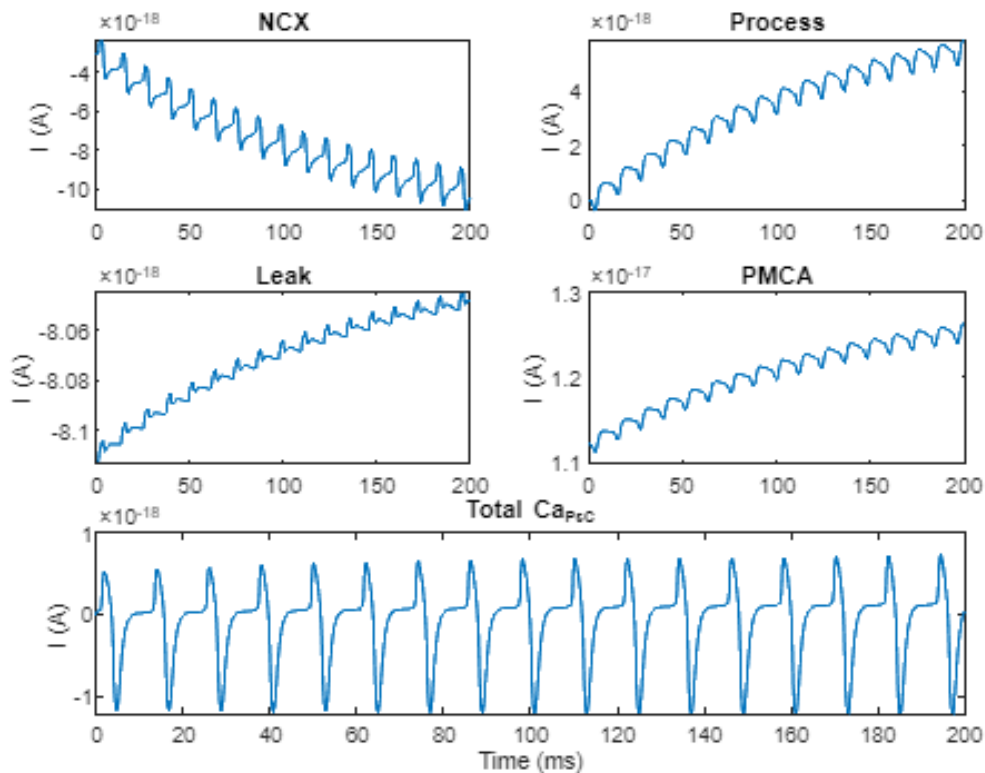 ×10⁻¹⁸ NCX
I (A)
-4
-6
-8
-10
0 50 100 150 200
×10⁻¹⁸ Process
I (A)
4
2
0
0 50 100 150 200
×10⁻¹⁸ Leak
I (A)
-8.06
-8.08
-8.1
0 50 100 150 200
×10⁻¹⁷ PMCA
I (A)
1.3
1.2
1.1
0 50 100 150 200
×10⁻¹⁸ Total Ca_PsC
I (A)
1
0
-1
0 20 40 60 80 100 120 140 160 180 200
Time (ms)